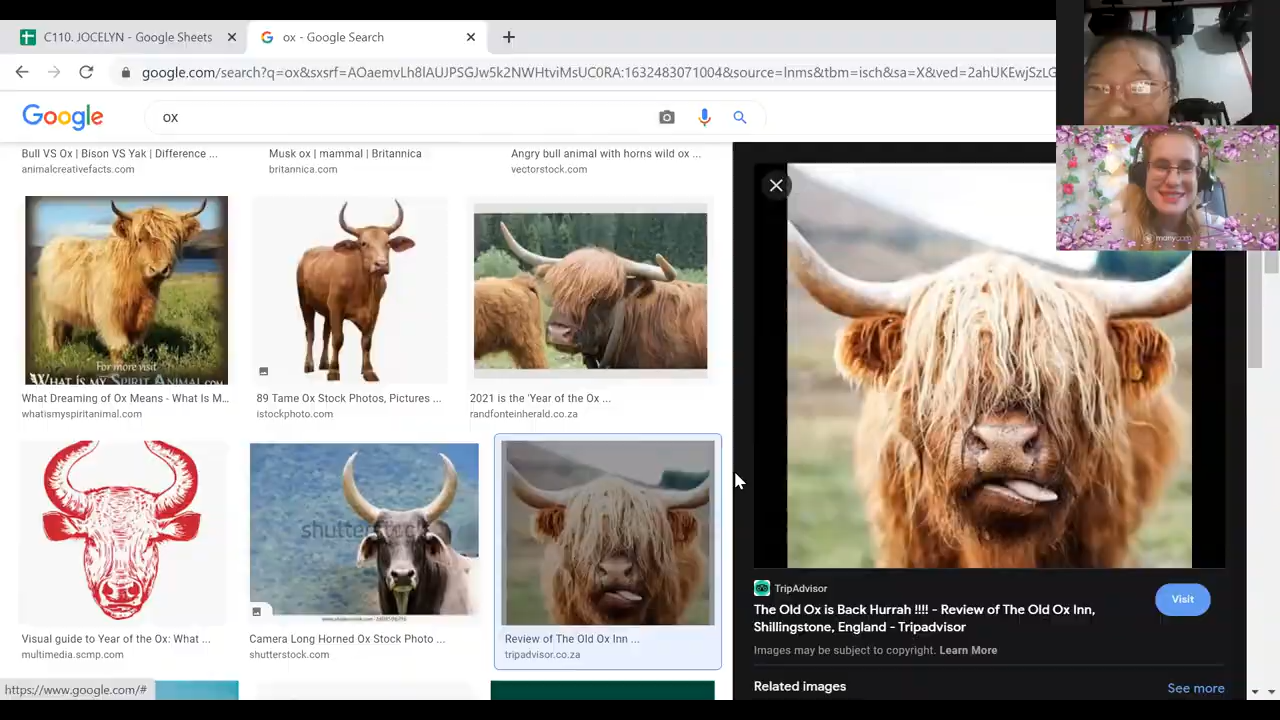 C110. JOCELYN - Google Sheets
ox - Google Search
google.com/search?q=ox&sxsrf=AOaemvLh8lAUJPSGJw5k2NWHtviMsUC0RA:1632483071004&source=lnms&tbm=isch&sa=X&ved=2ahUKEwjSzLG
Google
ox
Bull VS Ox | Bison VS Yak | Difference ...
animalcreativefacts.com
Musk ox | mammal | Britannica
britannica.com
Angry bull animal with horns wild ox ...
vectorstock.com
For more visit
WHAT IS MY SPIRIT ANIMAL.COM
What Dreaming of Ox Means - What Is M...
whatismyspiritanimal.com
89 Tame Ox Stock Photos, Pictures ...
istockphoto.com
2021 is the 'Year of the Ox ...
randfonteinherald.co.za
shutterstock
Visual guide to Year of the Ox: What ...
multimedia.scmp.com
Camera Long Horned Ox Stock Photo ...
shutterstock.com
Review of The Old Ox Inn ...
tripadvisor.co.za
TripAdvisor
The Old Ox is Back Hurrah !!!! - Review of The Old Ox Inn,
Shillingstone, England - Tripadvisor
Visit
Images may be subject to copyright. Learn More
Related images
See more
https://www.google.com/#
manycam